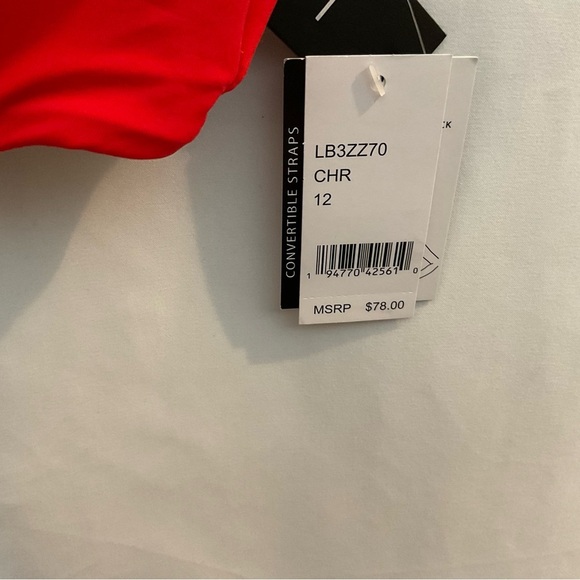 CONVERTIBLE STRAPS
LB3ZZ70
CHR
12
1 94770 42561 0
MSRP $78.00